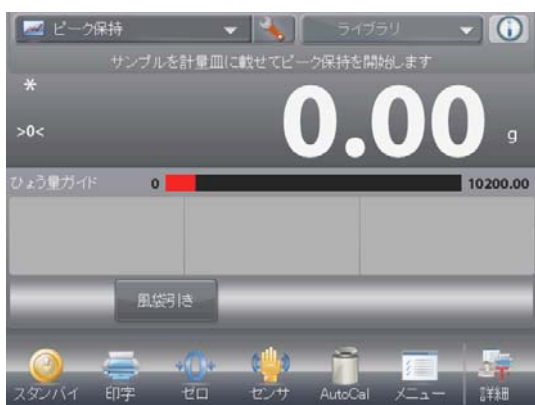 ピーク保持 ライブラリ
サンプルを計量皿に載せてピーク保持を開始します
*
>0<
0.00 g
ひょう量ガイド 0 10200.00
風袋引き
スタンバイ 印字 ゼロ センサ AutoCal メニュー 詳細